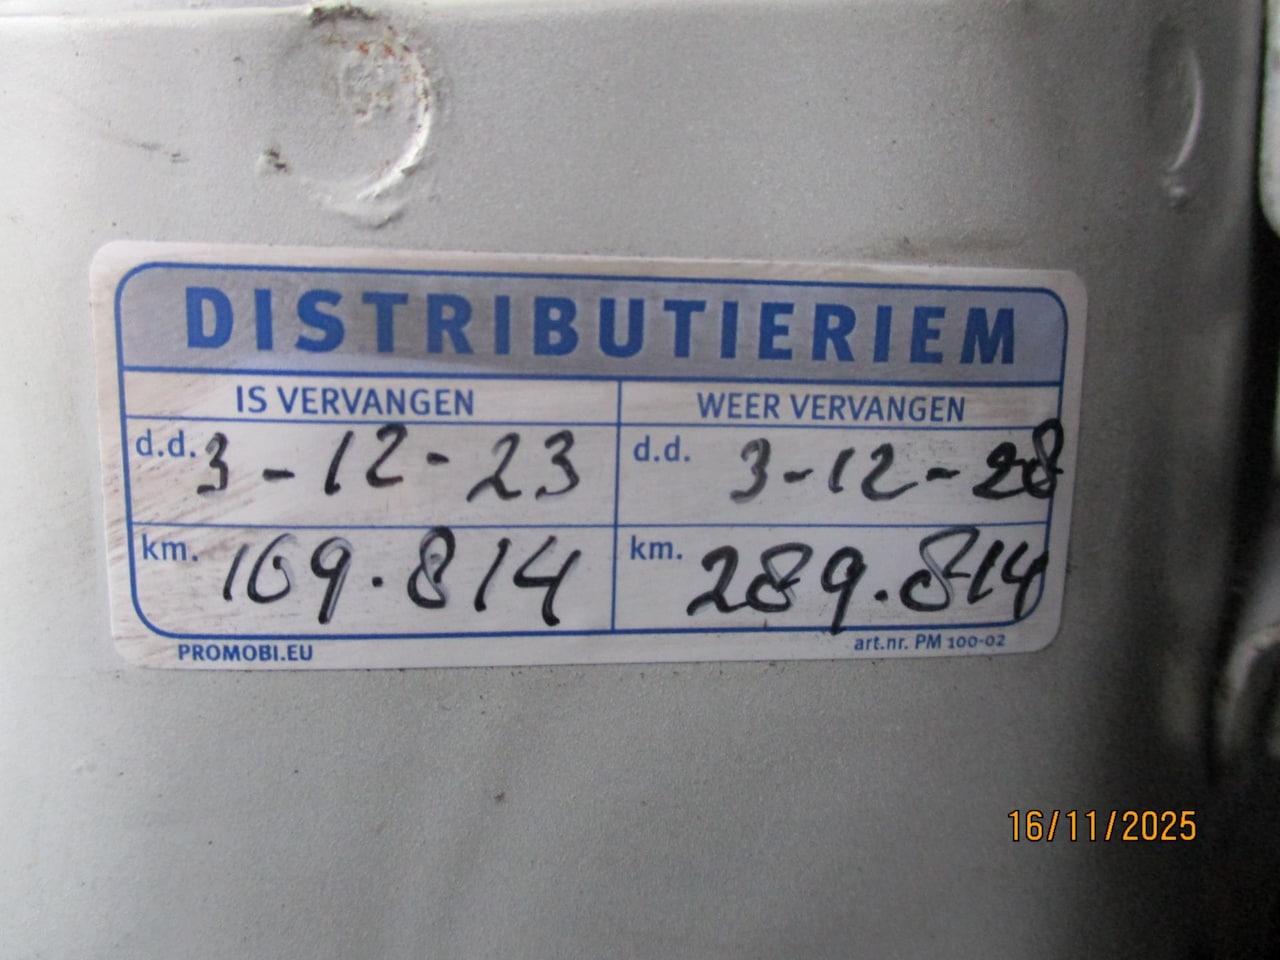 DISTRIBUTIERIEM
IS VERVANGEN WEER VERVANGEN
d.d. 3-12-23 d.d. 3-12-28
km. 169.814 km. 289.814
PROMOBI.EU art.nr. PM 100-02
16/11/2025